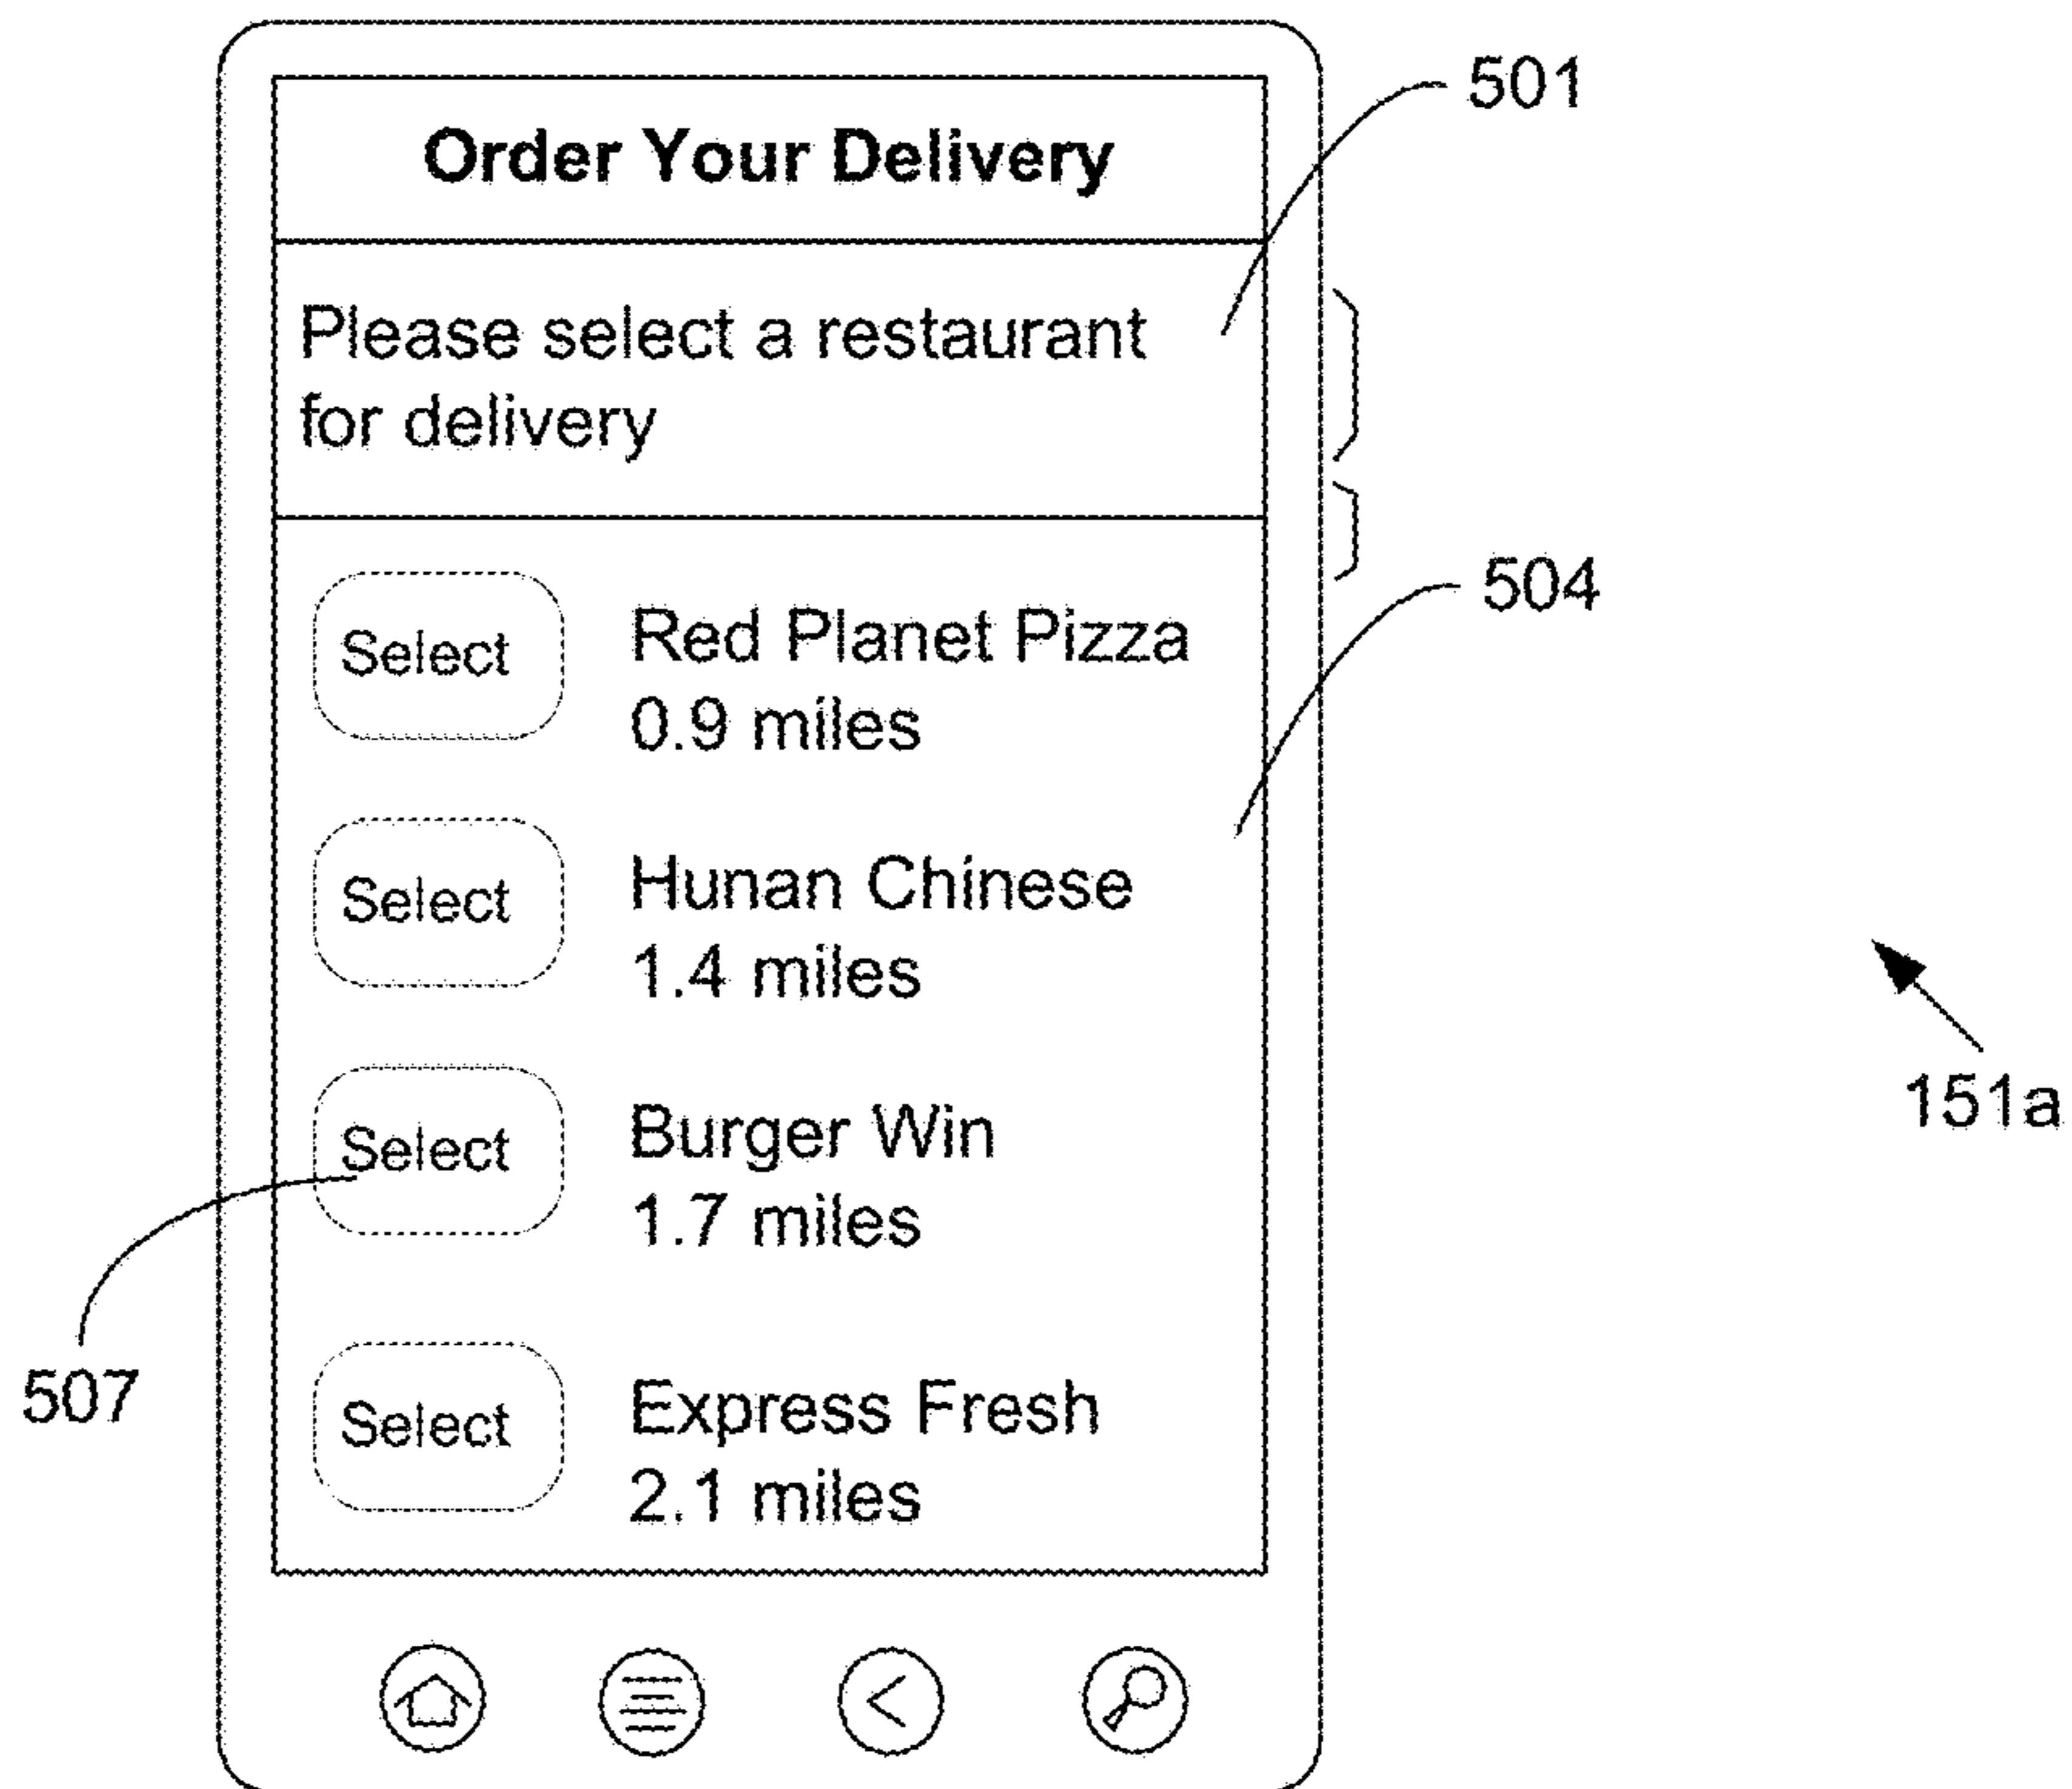 501
Order Your Delivery
Please select a restaurant
for delivery
504
Select
Red Planet Pizza
0.9 miles
Select
Hunan Chinese
1.4 miles
151a
Select
Burger Win
1.7 miles
507
Select
Express Fresh
2.1 miles